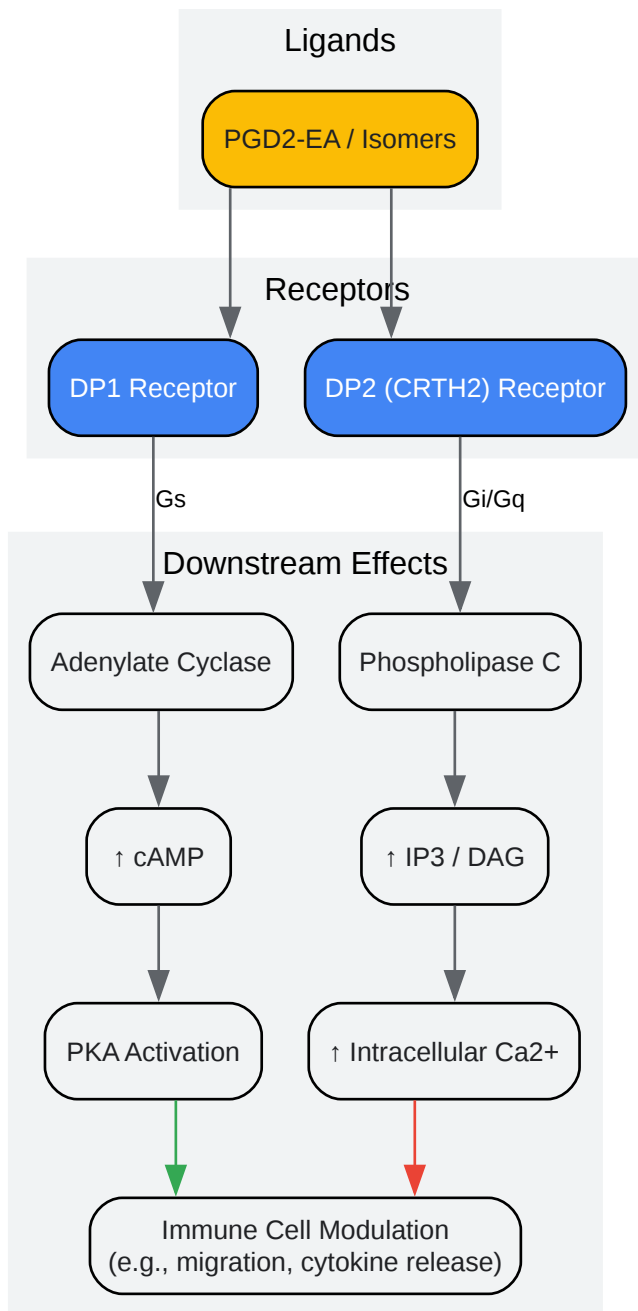 Ligands
PGD2-EA / Isomers
Receptors
DP1 Receptor
DP2 (CRTH2) Receptor
Gs
Gi/Gq
Downstream Effects
Adenylate Cyclase
Phospholipase C
↑ cAMP
↑ IP3 / DAG
PKA Activation
↑ Intracellular Ca2+
Immune Cell Modulation
(e.g., migration, cytokine release)